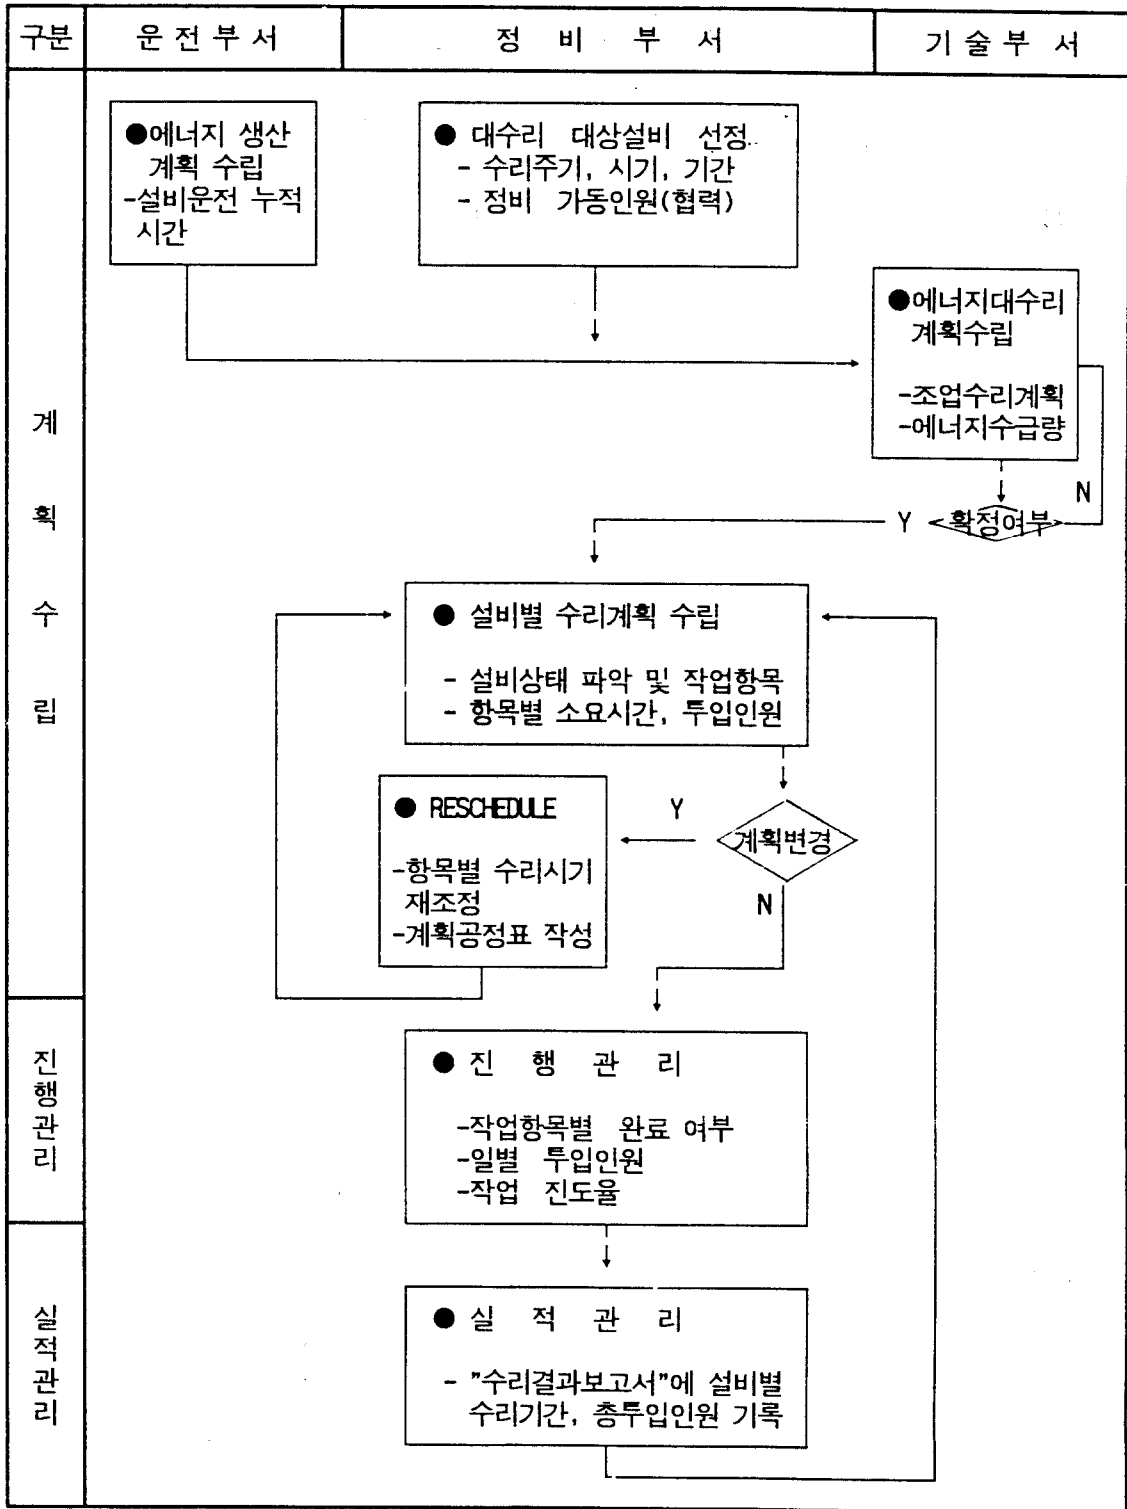 구분 운 전 부 서 정 비 부 서 기 술 부 서
●에너지 생산
계획 수립
-설비운전 누적
시간
● 대수리 대상설비 선정
- 수리주기, 시기, 기간
- 정비 가동인원(협력)
●에너지대수리
계획수립
-조업수리계획
-에너지수급량
계
획
수
립
N
Y 확정여부
● 설비별 수리계획 수립
- 설비상태 파악 및 작업항목
- 항목별 소요시간, 투입인원
● RESCHEDULE
-항목별 수리시기
재조정
-계획공정표 작성
Y
계획변경
N
진
행
관
리
● 진 행 관 리
-작업항목별 완료 여부
-일별 투입인원
-작업 진도율
실
적
관
리
● 실 적 관 리
- "수리결과보고서"에 설비별
수리기간, 총투입인원 기록